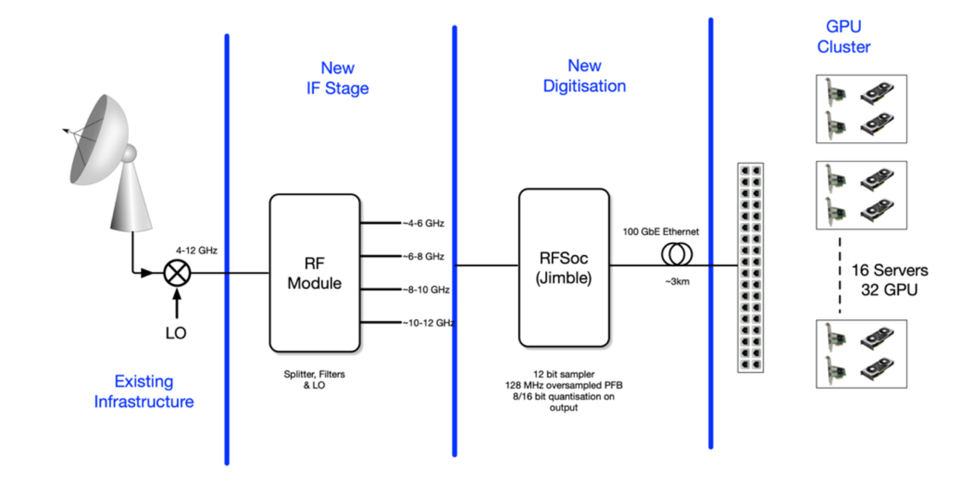 New
IF Stage
New
Digitisation
GPU
Cluster
4-12 GHz
LO
Existing
Infrastructure
RF
Module
~4-6 GHz
~6-8 GHz
~8-10 GHz
~10-12 GHz
Splitter, Filters
& LO
RFSoc
(Jimble)
12 bit sampler
128 MHz oversampled PFB
8/16 bit quantisation on
output
100 GbE Ethernet
~3km
16 Servers
32 GPU